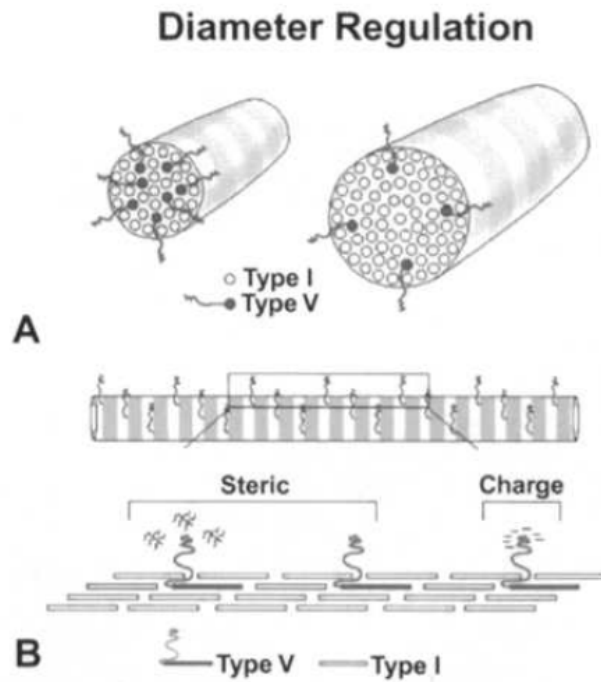 Diameter Regulation
Type I
Type V
A
Steric
Charge
B
Type V
Type I